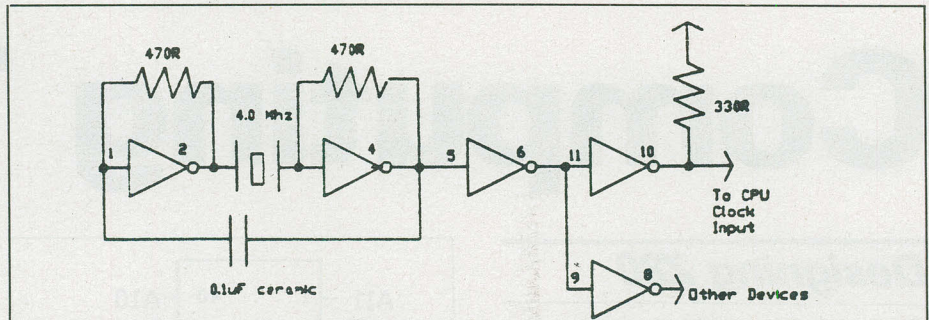 470R
470R
4.0 Mhz
330R
1
2
4
5
6
11
10
To CPU
Clock
Input
0.1uF ceramic
9
8
Other Devices